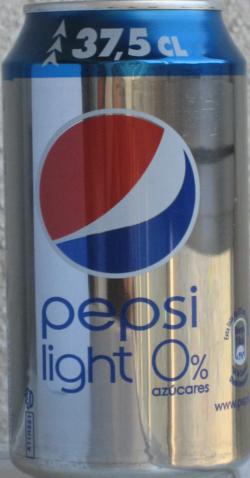 37,5 CL
pepsi
light 0%
azúcares